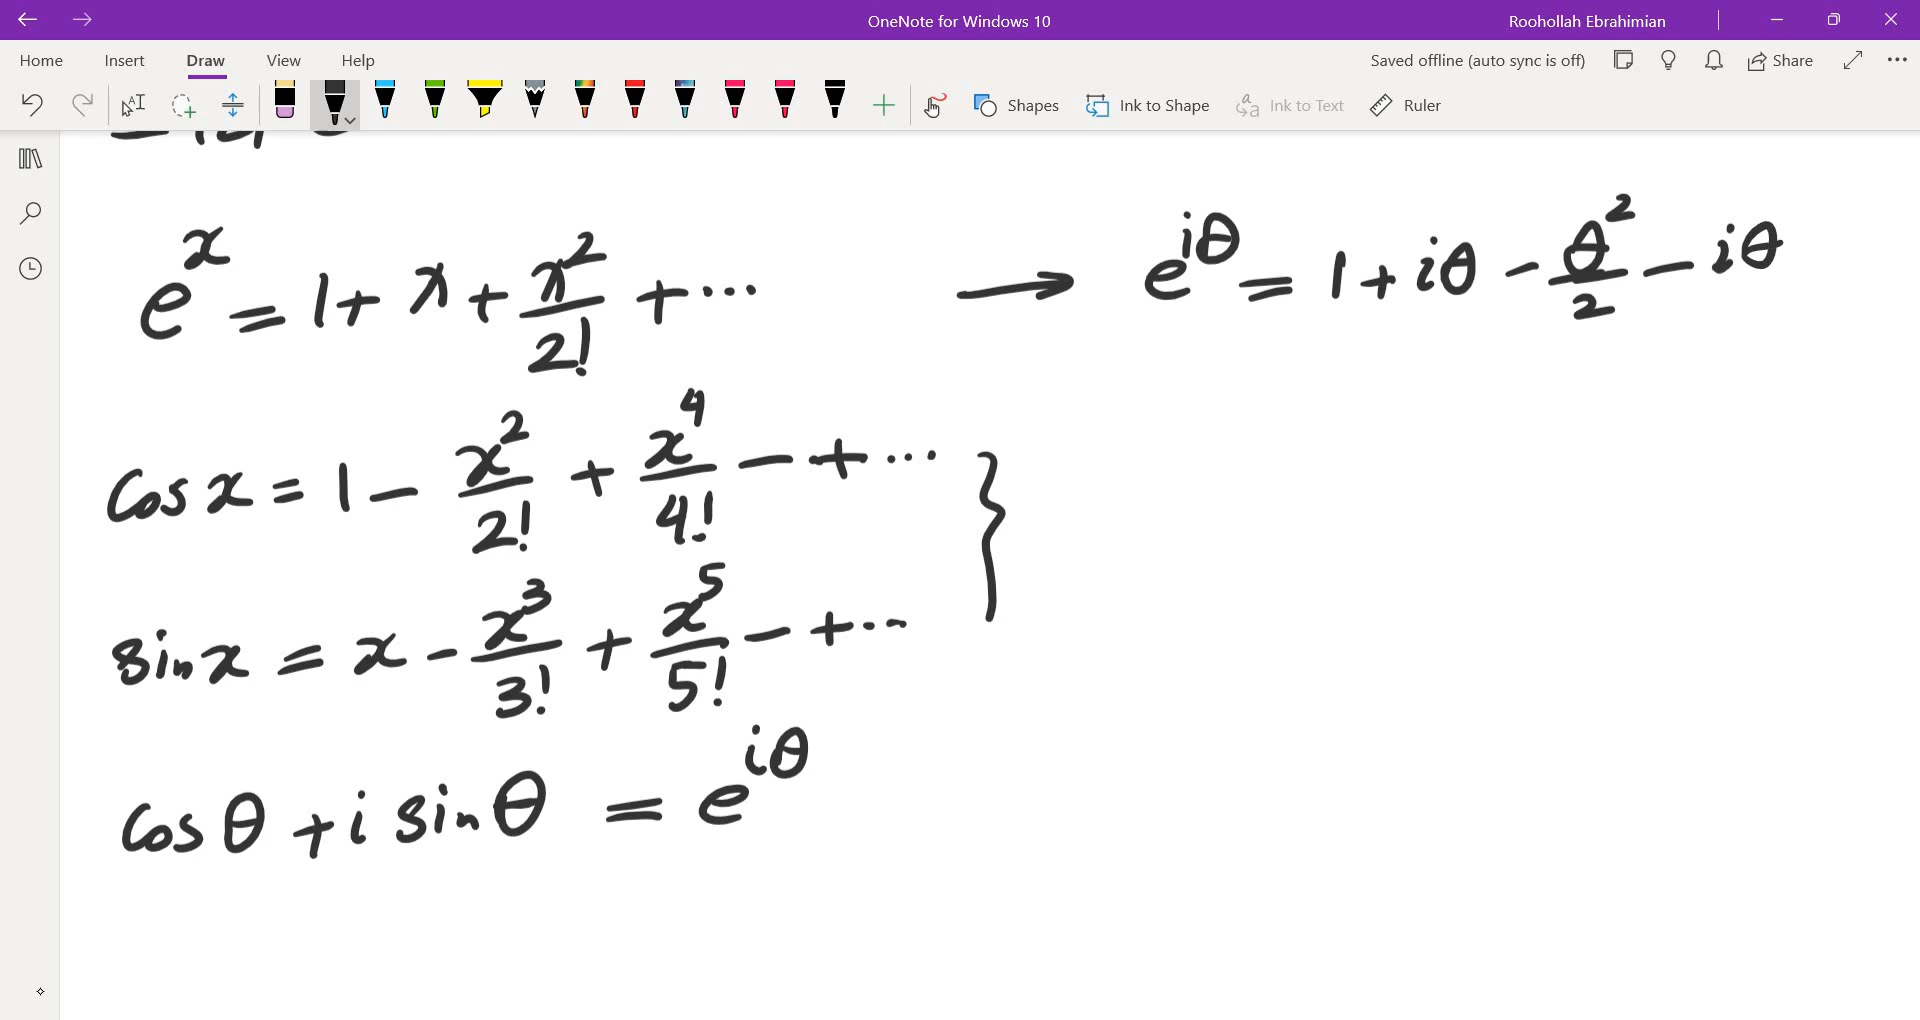 OneNote for Windows 10
Roohollah Ebrahimian
Home Insert Draw View Help
Saved offline (auto sync is off) Share
Shapes Ink to Shape Ink to Text Ruler
e^x = 1 + x + x^2/2! + ... → e^{iθ} = 1 + iθ - θ^2/2 - iθ
Cos x = 1 - x^2/2! + x^4/4! - + ... }
sin x = x - x^3/3! + x^5/5! - + ...
Cos θ + i sin θ = e^{iθ}